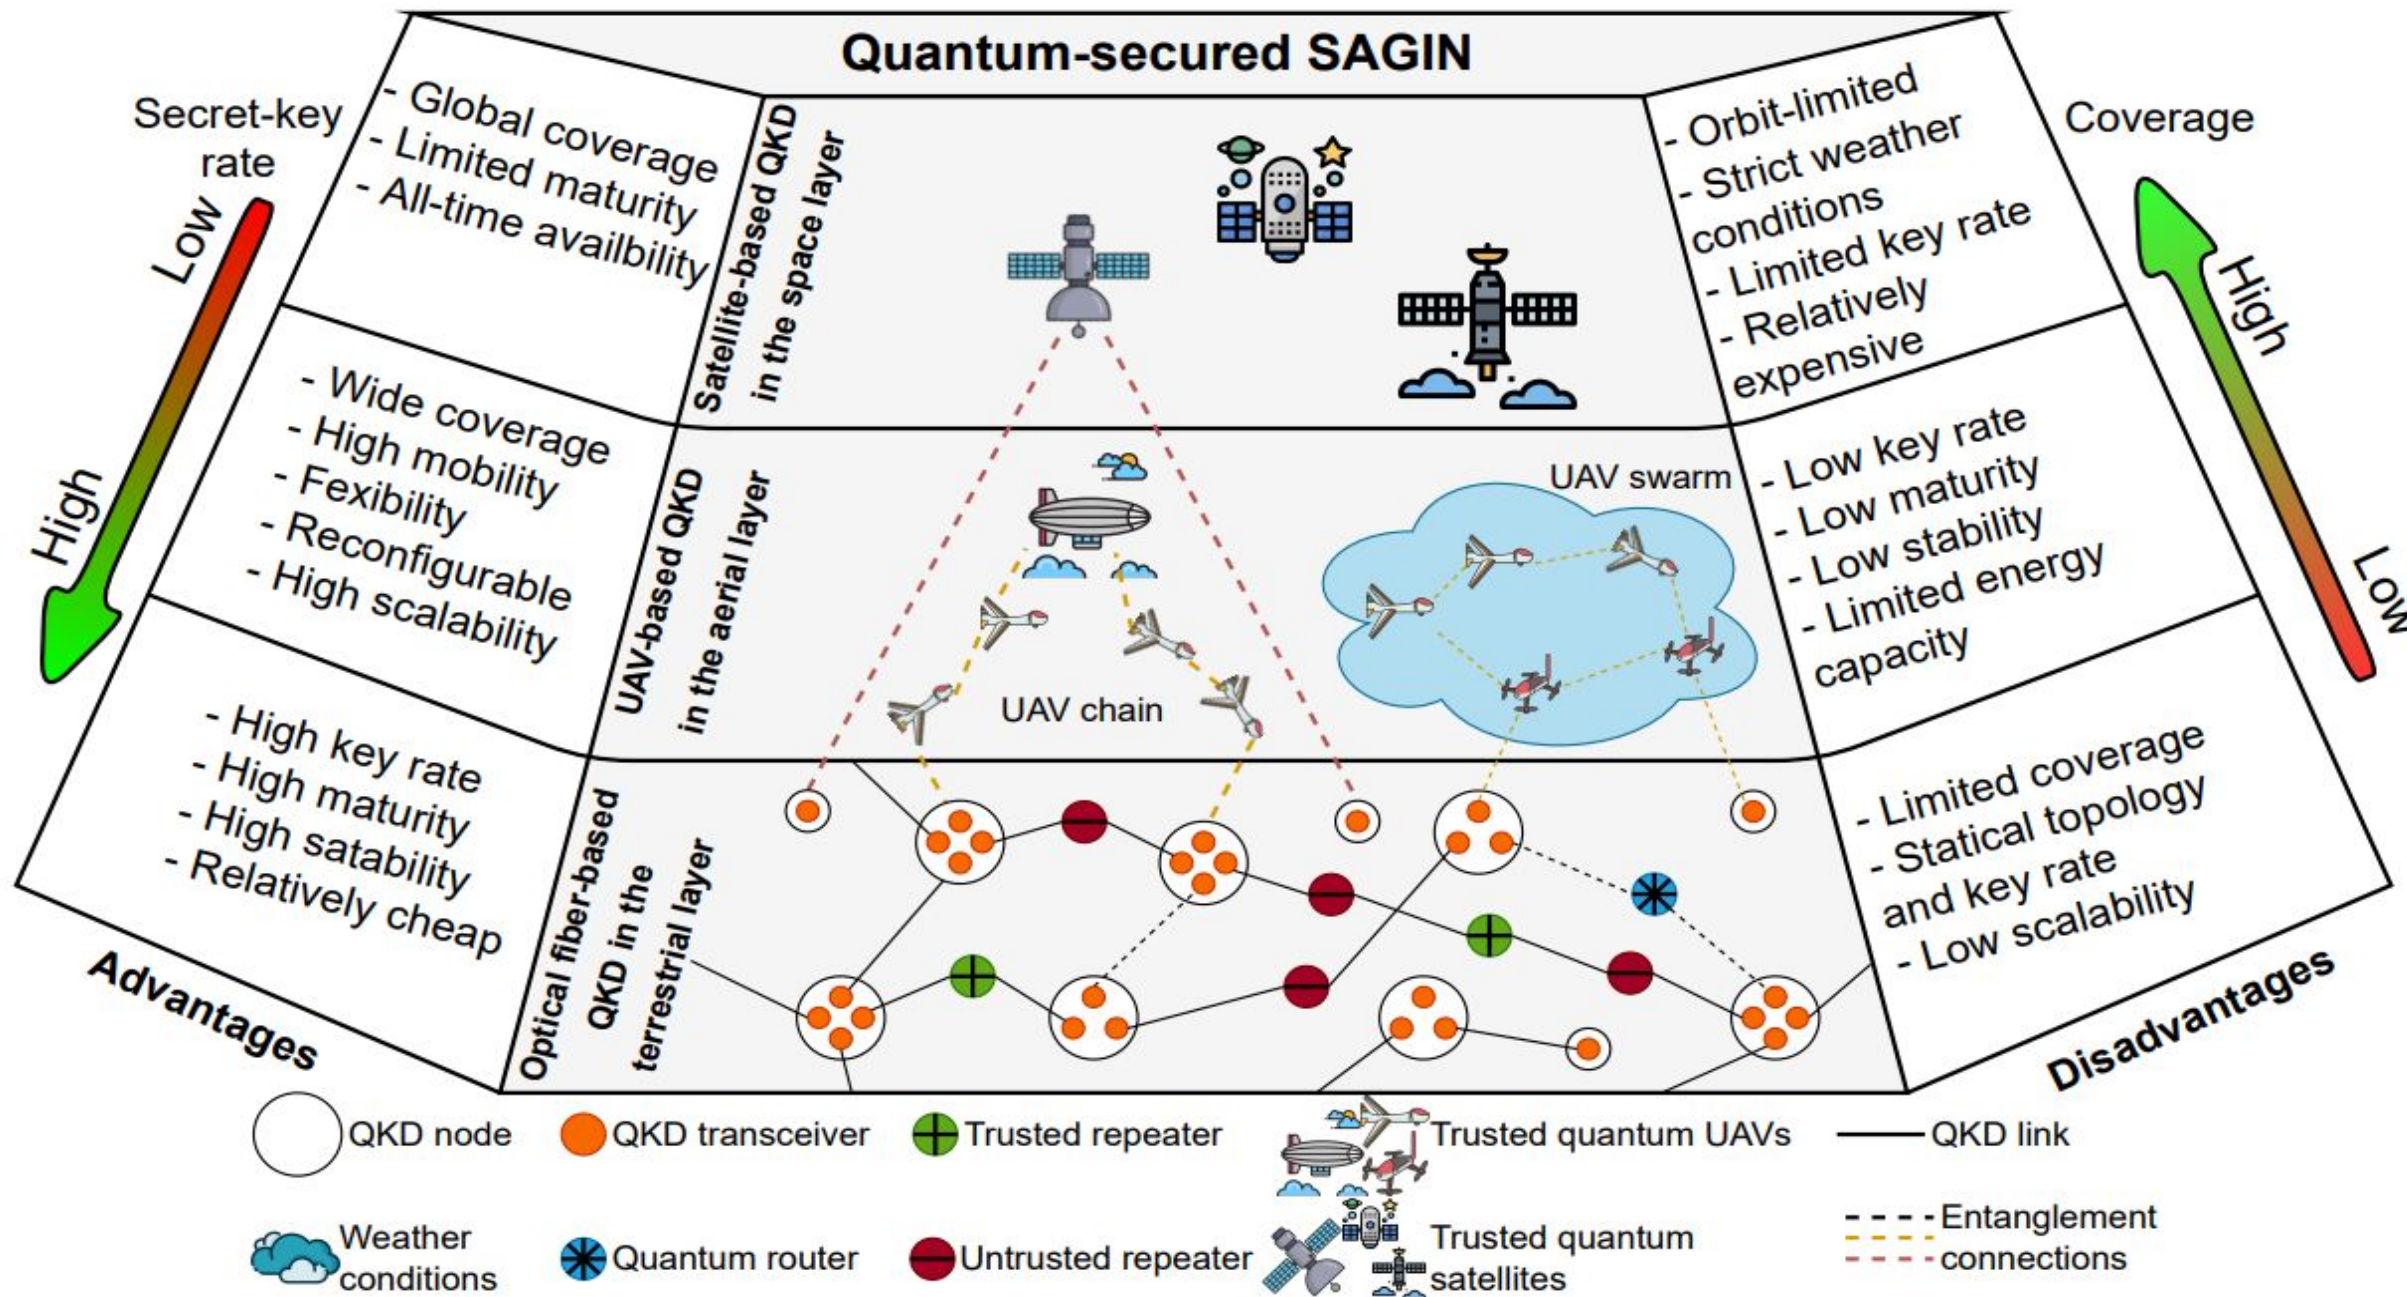 Quantum-secured SAGIN
Secret-key
rate
Low
High
- Global coverage
- Limited maturity
- All-time availbility
- Wide coverage
- High mobility
- Fexibility
- Reconfigurable
- High scalability
- High key rate
- High maturity
- High satability
- Relatively cheap
Advantages
Satellite-based QKD
in the space layer
UAV-based QKD
in the aerial layer
UAV chain
UAV swarm
Optical fiber-based
QKD in the
terrestrial layer
- Orbit-limited
- Strict weather
conditions
- Limited key rate
- Relatively
expensive
- Low key rate
- Low maturity
- Low stability
- Limited energy
capacity
- Limited coverage
- Statical topology
and key rate
- Low scalability
Disadvantages
Coverage
High
Low
QKD node
QKD transceiver
Trusted repeater
Trusted quantum UAVs
QKD link
Weather
conditions
Quantum router
Untrusted repeater
Trusted quantum
satellites
Entanglement
connections